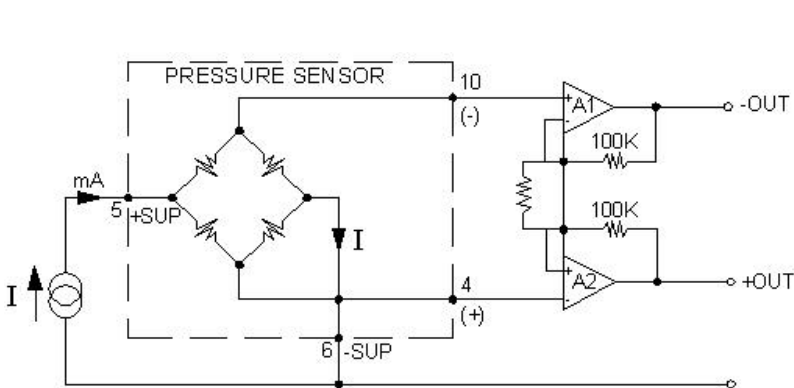 PRESSURE SENSOR
10
(-)
+
A1
-
-OUT
100K
mA
5
+SUP
I
I
100K
4
(+)
+
A2
-
+OUT
6
-SUP